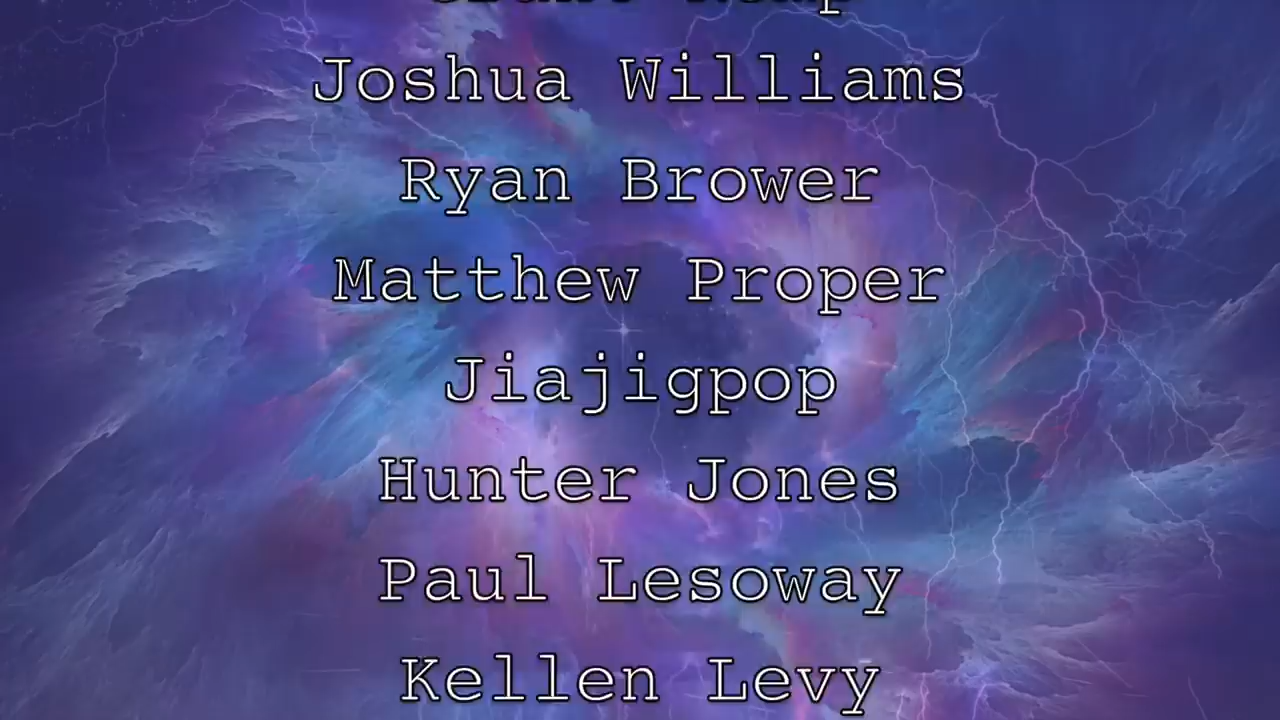 Joshua Williams
Ryan Brower
Matthew Proper
Jiajigpop
Hunter Jones
Paul Lesoway
Kellen Levy